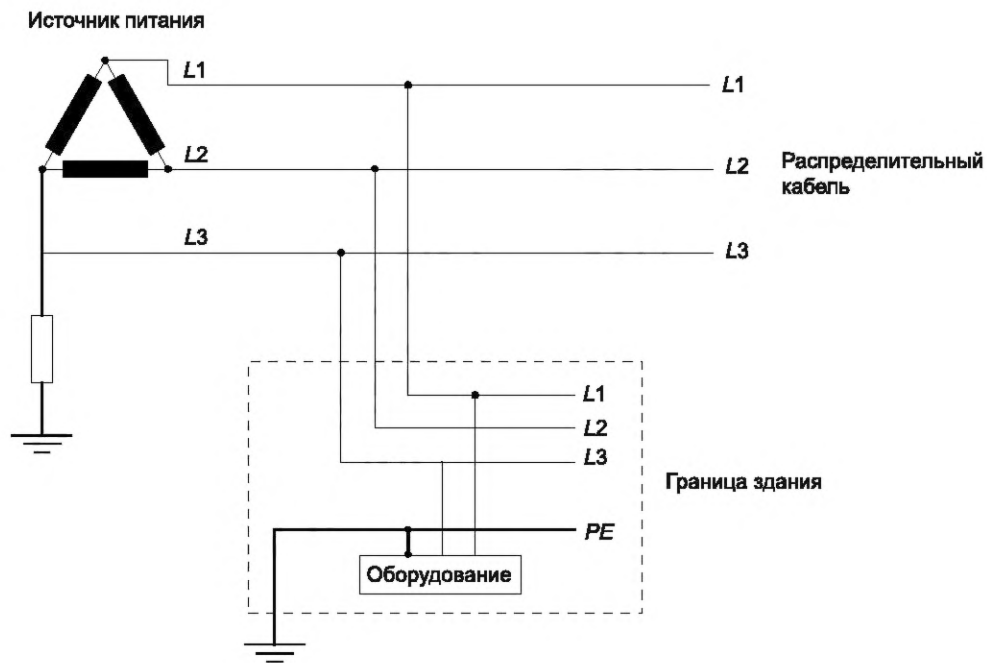 Источник питания
L1
L1
L2
L2
Распределительный
кабель
L3
L3
L1
L2
L3
Граница здания
PE
Оборудование